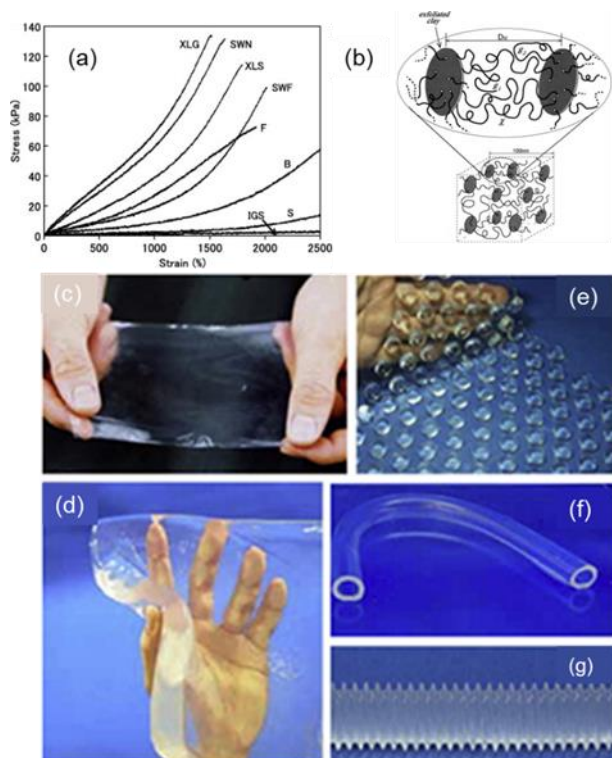 (a)
Stress (kPa)
140
120
100
80
60
40
20
0
XLG
SWN
XLS
SWF
F
B
S
IGS
0
500
1000
1500
2000
2500
Strain (%)
(b)
exfoliated
clay
100nm
(c)
(e)
(d)
(f)
(g)